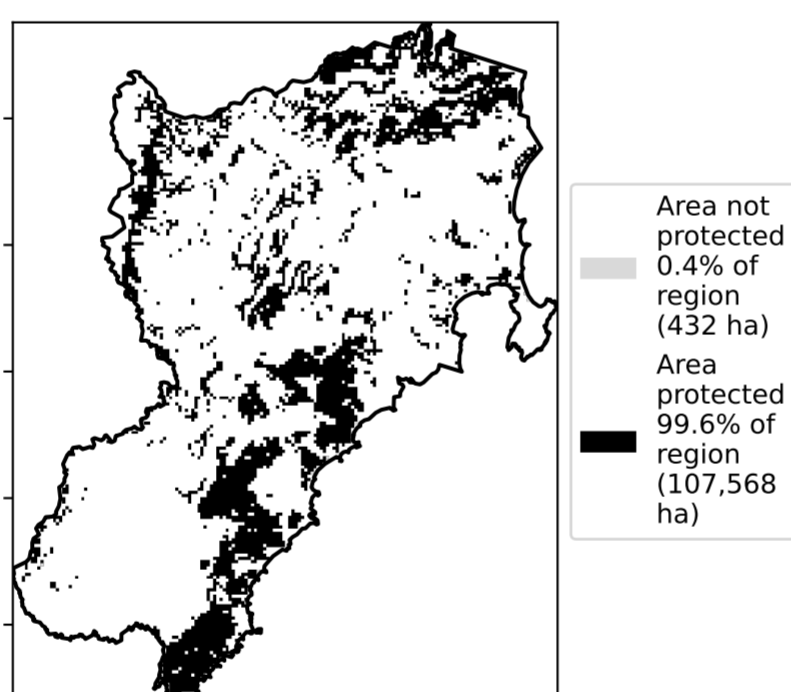 Area not
protected
0.4% of
region
(432 ha)
Area
protected
99.6% of
region
(107,568
ha)